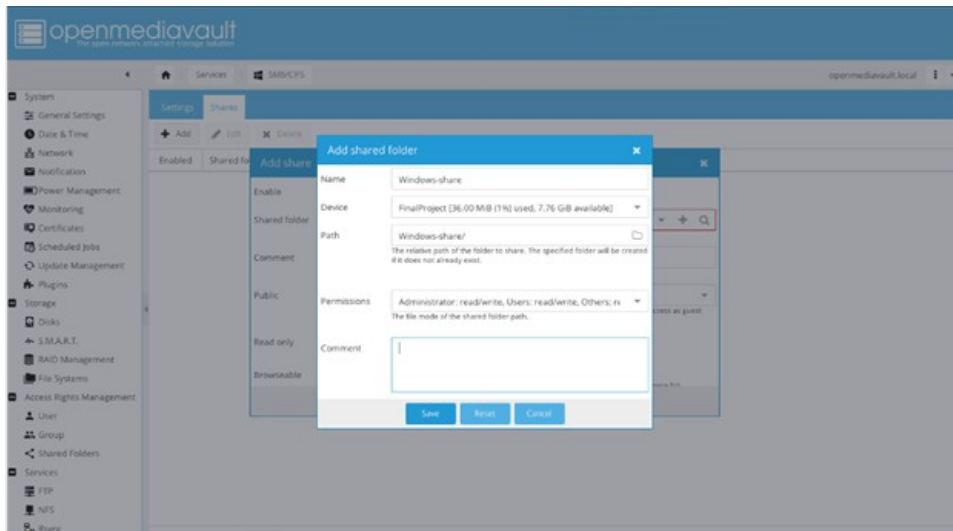 openmediavault
The open network attached storage solution
Services
SMB/CIFS
openmediavault.local
System
General Settings
Date & Time
Network
Notification
Power Management
Monitoring
Certificates
Scheduled Jobs
Update Management
Plugins
Storage
Disks
S.M.A.R.T.
RAID Management
File Systems
Access Rights Management
User
Group
Shared Folders
Services
FTP
NFS
Settings
Shares
Add
Edit
Delete
Enabled
Shared fo
Add share
Enable
Shared folder
Comment
Public
access as guest
Read only
Browseable
Add shared folder
Name
Windows-share
Device
FinalProject [36.00 MiB (1%) used, 7.76 GiB available]
Path
Windows-share/
The relative path of the folder to share. The specified folder will be created
if it does not already exist.
Permissions
Administrator: read/write, Users: read/write, Others: re
The file mode of the shared folder path.
Comment
Save
Reset
Cancel